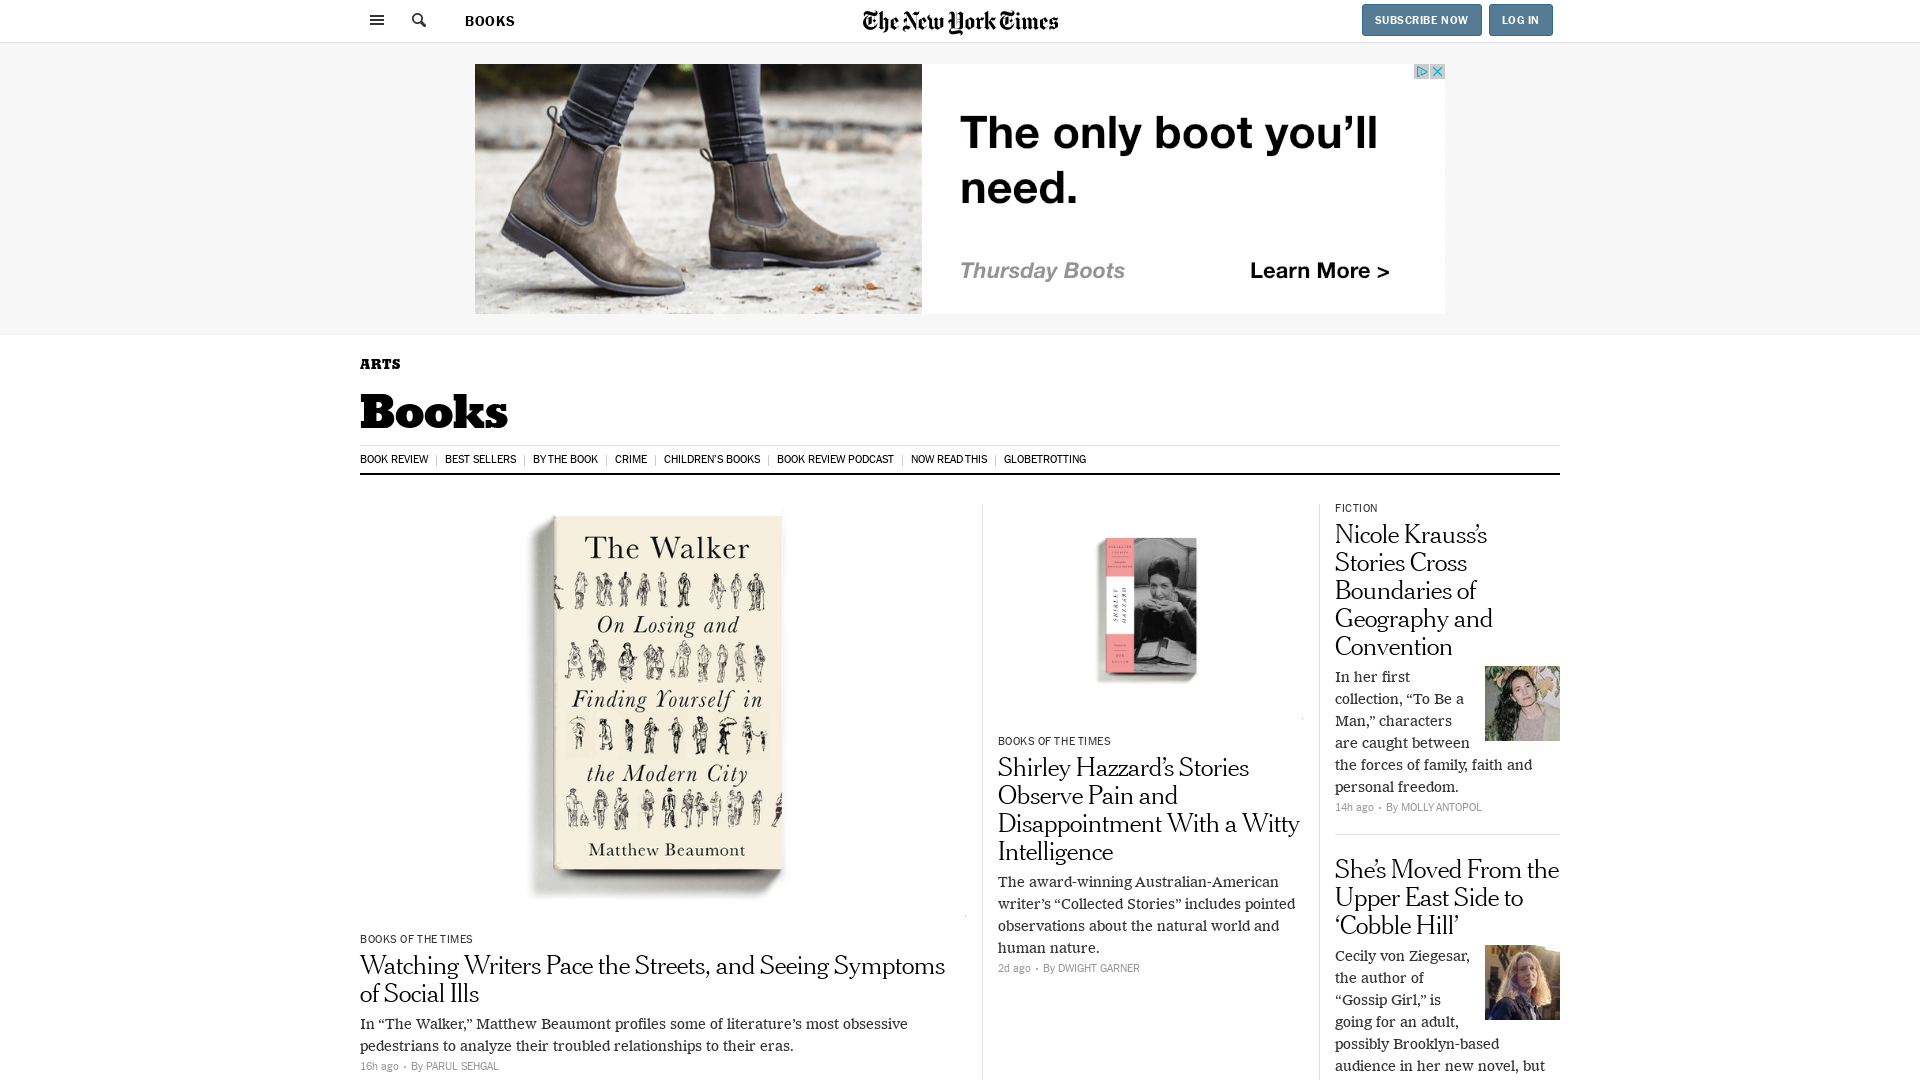 BOOKS
The New York Times
SUBSCRIBE NOW
LOG IN
The only boot you’ll
need.
Thursday Boots
Learn More >
ARTS
Books
BOOK REVIEW
BEST SELLERS
BY THE BOOK
CRIME
CHILDREN’S BOOKS
BOOK REVIEW PODCAST
NOW READ THIS
GLOBETROTTING
The Walker
On Losing and
Finding Yourself in
the Modern City
Matthew Beaumont
BOOKS OF THE TIMES
Watching Writers Pace the Streets, and Seeing Symptoms
of Social Ills
In “The Walker,” Matthew Beaumont profiles some of literature’s most obsessive
pedestrians to analyze their troubled relationships to their eras.
16h ago • By PARUL SEHGAL
SHIRLEY
HAZZARD
BOOKS OF THE TIMES
Shirley Hazzard’s Stories
Observe Pain and
Disappointment With a Witty
Intelligence
The award-winning Australian-American
writer’s “Collected Stories” includes pointed
observations about the natural world and
human nature.
2d ago • By DWIGHT GARNER
FICTION
Nicole Krauss’s
Stories Cross
Boundaries of
Geography and
Convention
In her first
collection, “To Be a
Man,” characters
are caught between
the forces of family, faith and
personal freedom.
14h ago • By MOLLY ANTOPOL
She’s Moved From the
Upper East Side to
‘Cobble Hill’
Cecily von Ziegesar,
the author of
“Gossip Girl,” is
going for an adult,
possibly Brooklyn-based
audience in her new novel, but